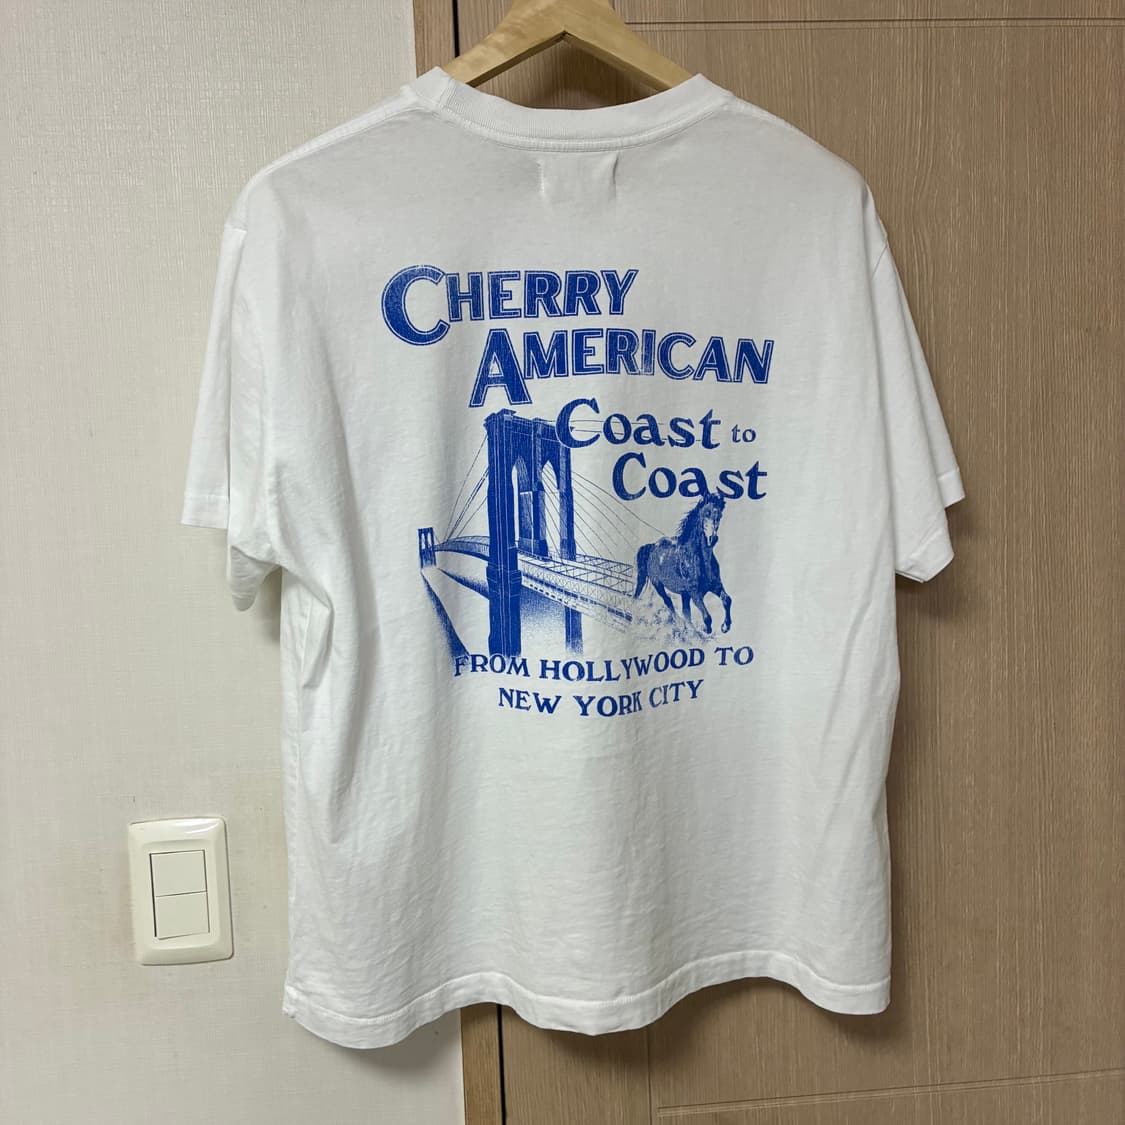 CHERRY
AMERICAN
Coast to
Coast
FROM HOLLYWOOD TO
NEW YORK CITY